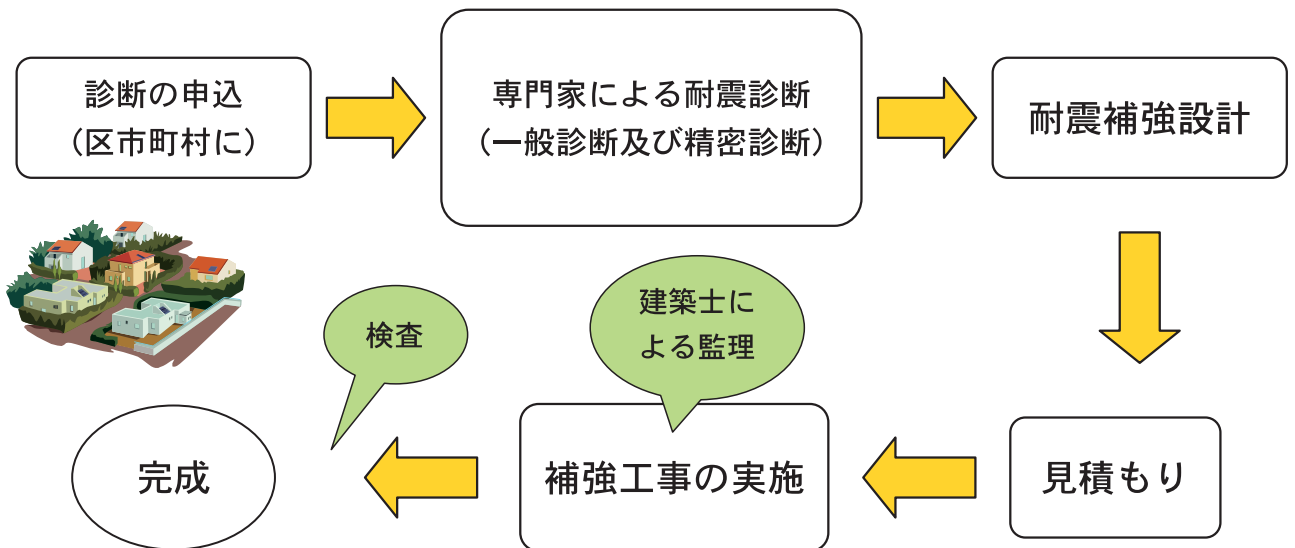 診断の申込
（区市町村に）
専門家による耐震診断
（一般診断及び精密診断）
耐震補強設計
見積もり
建築士に
よる監理
補強工事の実施
検査
完成